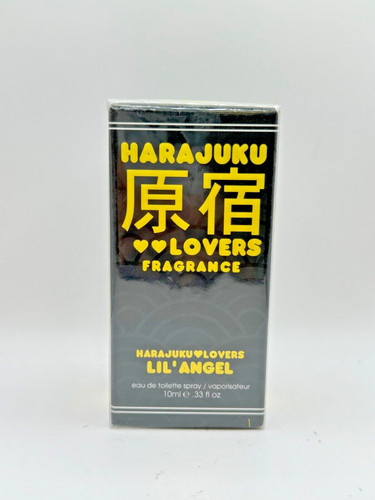 HARAJUKU
原宿
♥♥LOVERS
FRAGRANCE
HARAJUKU♥LOVERS
LIL' ANGEL
eau de toilette spray / vaporisateur
10ml ℮ .33 fl oz